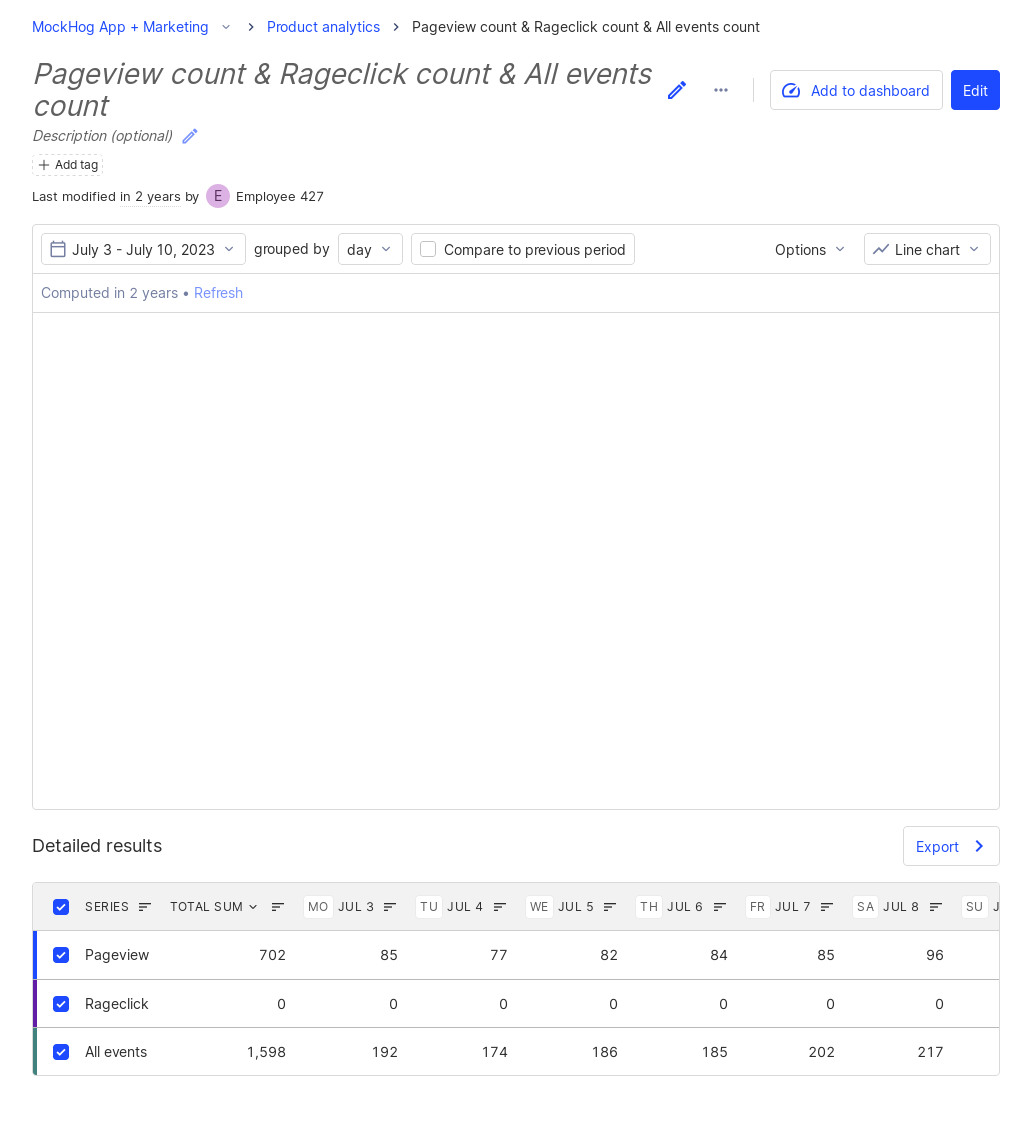 MockHog App + Marketing
Product analytics
Pageview count & Rageclick count & All events count
Pageview count & Rageclick count & All events
count
Add to dashboard
Edit
Description (optional)
Add tag
Last modified in 2 years by E Employee 427
July 3 - July 10, 2023 grouped by day Compare to previous period Options Line chart
Computed in 2 years • Refresh
Detailed results
Export
SERIES TOTAL SUM MO JUL 3 TU JUL 4 WE JUL 5 TH JUL 6 FR JUL 7 SA JUL 8 SU
Pageview 702 85 77 82 84 85 96
Rageclick 0 0 0 0 0 0 0
All events 1,598 192 174 186 185 202 217